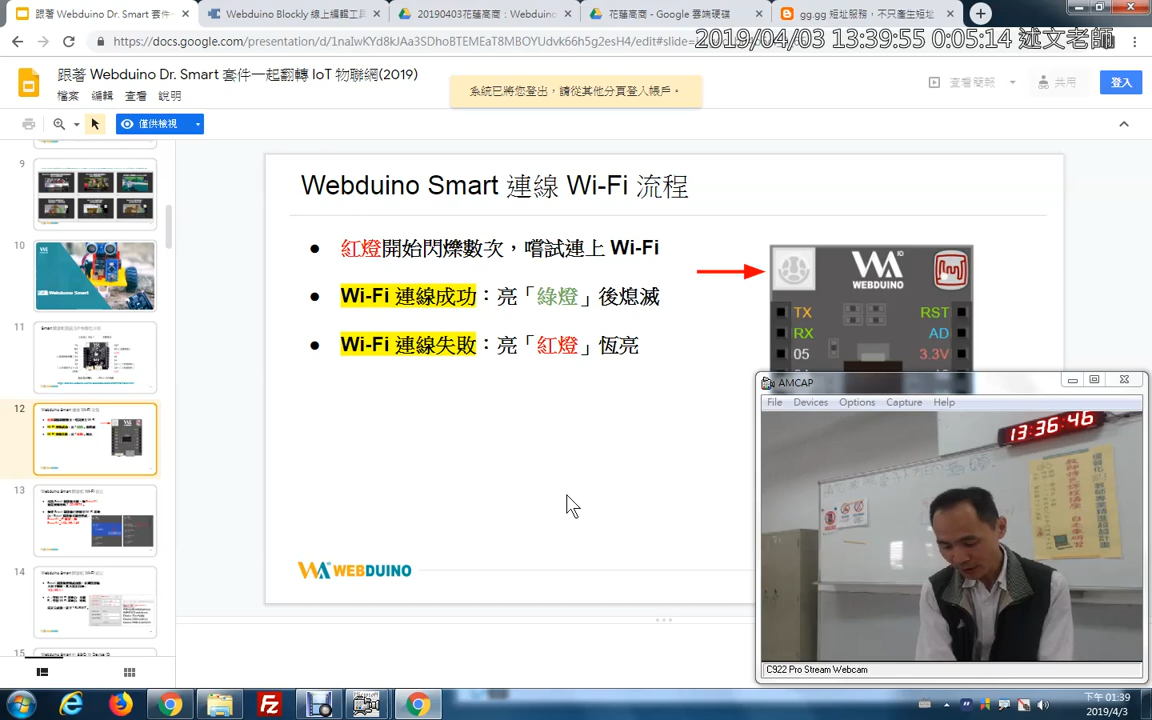 跟著 Webduino Dr. Smart 套件一
Webduino Blockly 線上編輯工具
20190403花蓮高商：Webduino
花蓮高商 - Google 雲端硬碟
gg.gg 短址服務，不只產生短址
https://docs.google.com/presentation/d/1naIwKYd8kJAa3SDhoBTEMEaT8MBOYUdvk66h5g2esH4/edit#slide=
2019/04/03 13:39:55 0:05:14 述文老師
跟著 Webduino Dr. Smart 套件一起翻轉 IoT 物聯網(2019)
檔案 編輯 查看 說明
系統已將您登出，請從其他分頁登入帳戶。
查看簡報
共用
登入
僅供檢視
9
10
11
12
13
14
15
Webduino Smart 連線 Wi-Fi 流程
● 紅燈開始閃爍數次，嚐試連上 Wi-Fi
● Wi-Fi 連線成功：亮「綠燈」後熄滅
● Wi-Fi 連線失敗：亮「紅燈」恆亮
WEBDUINO
WEBDUINO
TX RST
RX AD
05 3.3V
AMCAP
File Devices Options Capture Help
13:36:46
C922 Pro Stream Webcam
下午 01:39
2019/4/3